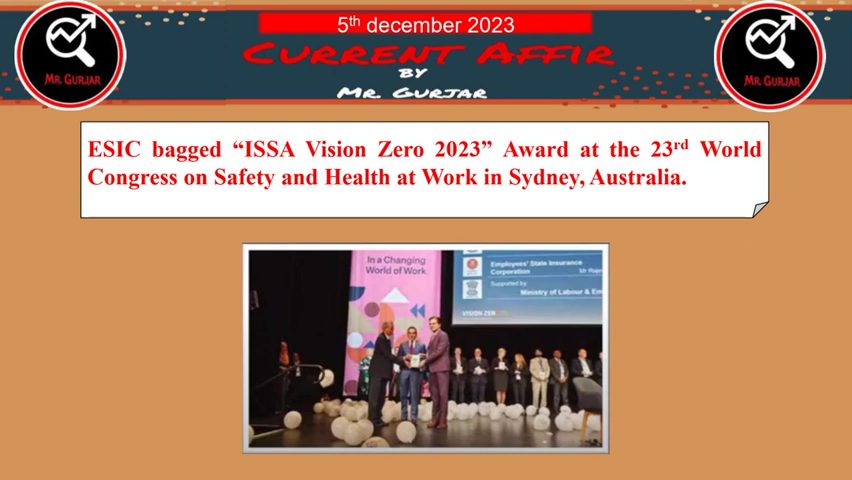 5th december 2023
CURRENT AFFIR
BY
MR. GURJAR
MR. GURJAR
MR. GURJAR
ESIC bagged “ISSA Vision Zero 2023” Award at the 23rd World
Congress on Safety and Health at Work in Sydney, Australia.
In a Changing
World of Work
Employees' State Insurance
Corporation
Mr Raje
Supported by
Ministry of Labour & Em
VISION ZERO